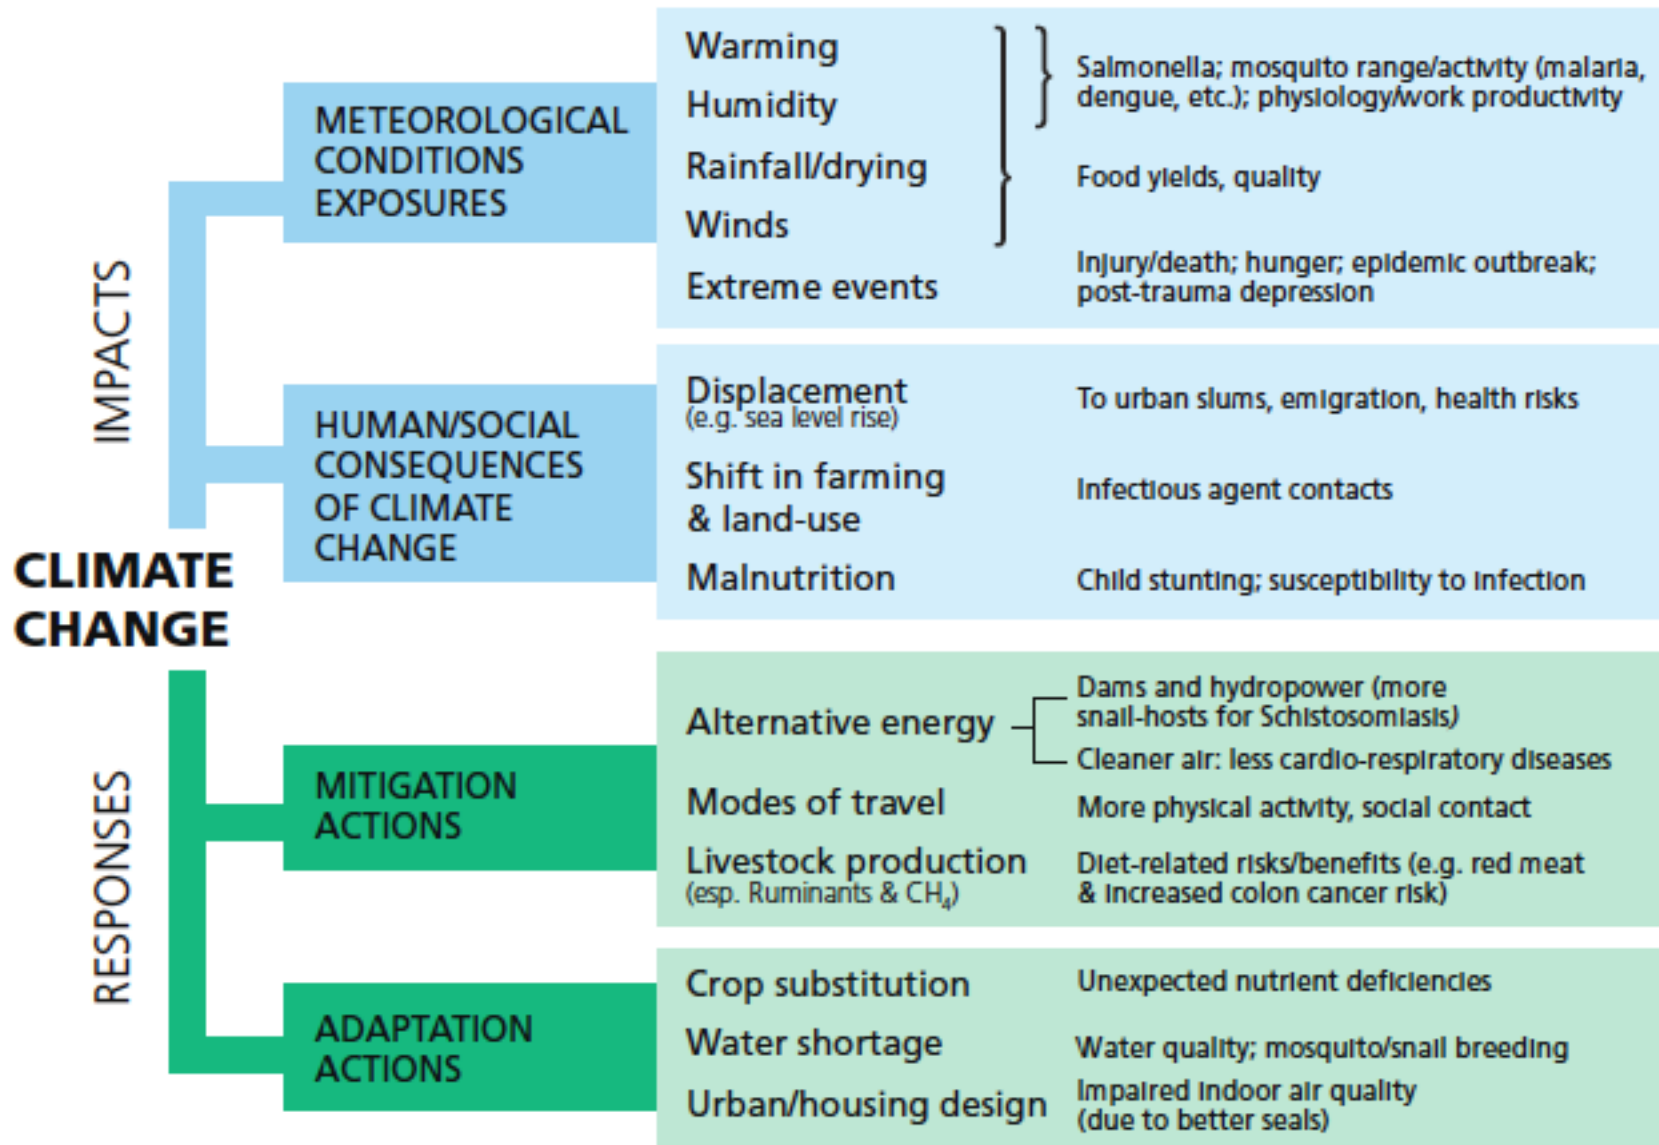 IMPACTS
CLIMATE
CHANGE
RESPONSES
METEOROLOGICAL
CONDITIONS
EXPOSURES
Warming
Humidity
Rainfall/drying
Winds
Extreme events
Salmonella; mosquito range/activity (malaria,
dengue, etc.); physiology/work productivity
Food yields, quality
Injury/death; hunger; epidemic outbreak;
post-trauma depression
HUMAN/SOCIAL
CONSEQUENCES
OF CLIMATE
CHANGE
Displacement
(e.g. sea level rise)
To urban slums, emigration, health risks
Shift in farming
& land-use
Infectious agent contacts
Malnutrition
Child stunting; susceptibility to infection
MITIGATION
ACTIONS
Alternative energy
Dams and hydropower (more
snail-hosts for Schistosomiasis)
Cleaner air: less cardio-respiratory diseases
Modes of travel
More physical activity, social contact
Livestock production
(esp. Ruminants & CH₄)
Diet-related risks/benefits (e.g. red meat
& increased colon cancer risk)
ADAPTATION
ACTIONS
Crop substitution
Unexpected nutrient deficiencies
Water shortage
Water quality; mosquito/snail breeding
Urban/housing design
Impaired indoor air quality
(due to better seals)